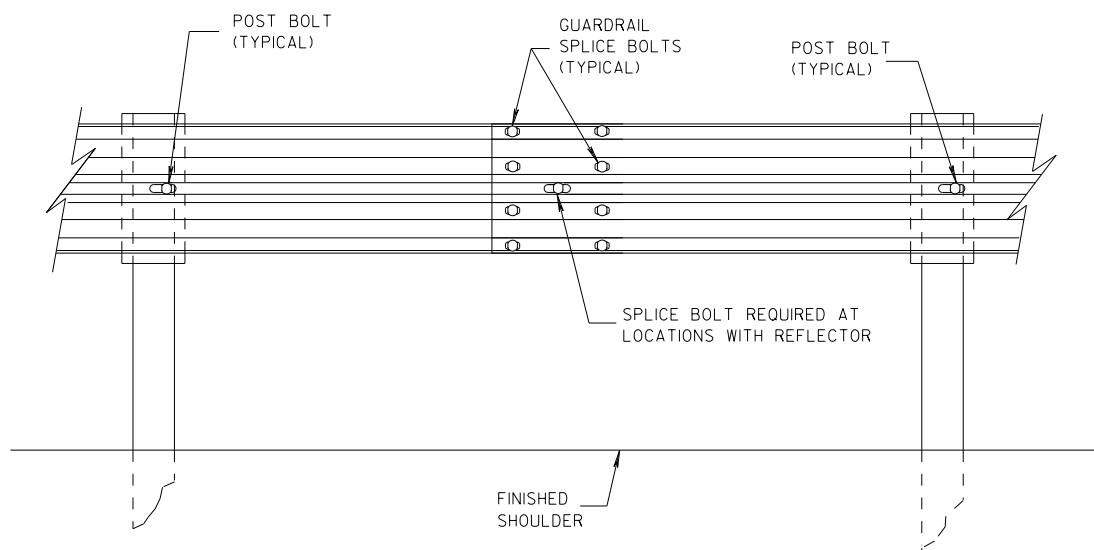 POST BOLT
(TYPICAL)
GUARDRAIL
SPLICE BOLTS
(TYPICAL)
POST BOLT
(TYPICAL)
SPLICE BOLT REQUIRED AT
LOCATIONS WITH REFLECTOR
FINISHED
SHOULDER